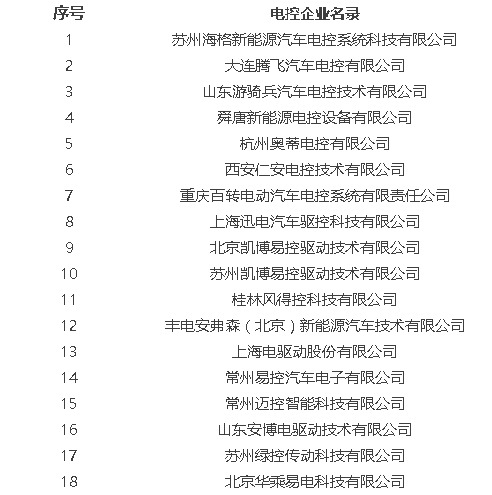 序号 电控企业名录
1 苏州海格新能源汽车电控系统科技有限公司
2 大连腾飞汽车电控有限公司
3 山东游骑兵汽车电控技术有限公司
4 舜唐新能源电控设备有限公司
5 杭州奥蒂电控有限公司
6 西安仁安电控技术有限公司
7 重庆百转电动汽车电控系统有限责任公司
8 上海迅电汽车驱控科技有限公司
9 北京凯博易控驱动技术有限公司
10 苏州凯博易控驱动技术有限公司
11 桂林风得控科技有限公司
12 丰电安弗森（北京）新能源汽车技术有限公司
13 上海电驱动股份有限公司
14 常州易控汽车电子有限公司
15 常州迈控智能科技有限公司
16 山东安博电驱动技术有限公司
17 苏州绿控传动科技有限公司
18 北京华乘易电科技有限公司